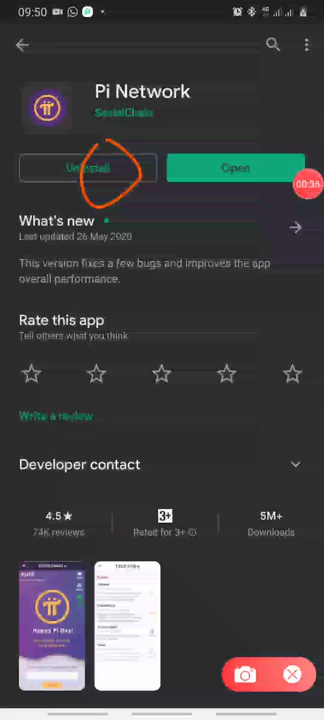 09:50
Pi Network
SocialChain
Uninstall
Open
00:36
What's new
Last updated 26 May 2020
This version fixes a few bugs and improves the app
overall performance.
Rate this app
Tell others what you think
Write a review
Developer contact
4.5★
74K reviews
3+
Rated for 3+
5M+
Downloads
Happy Pi Day!